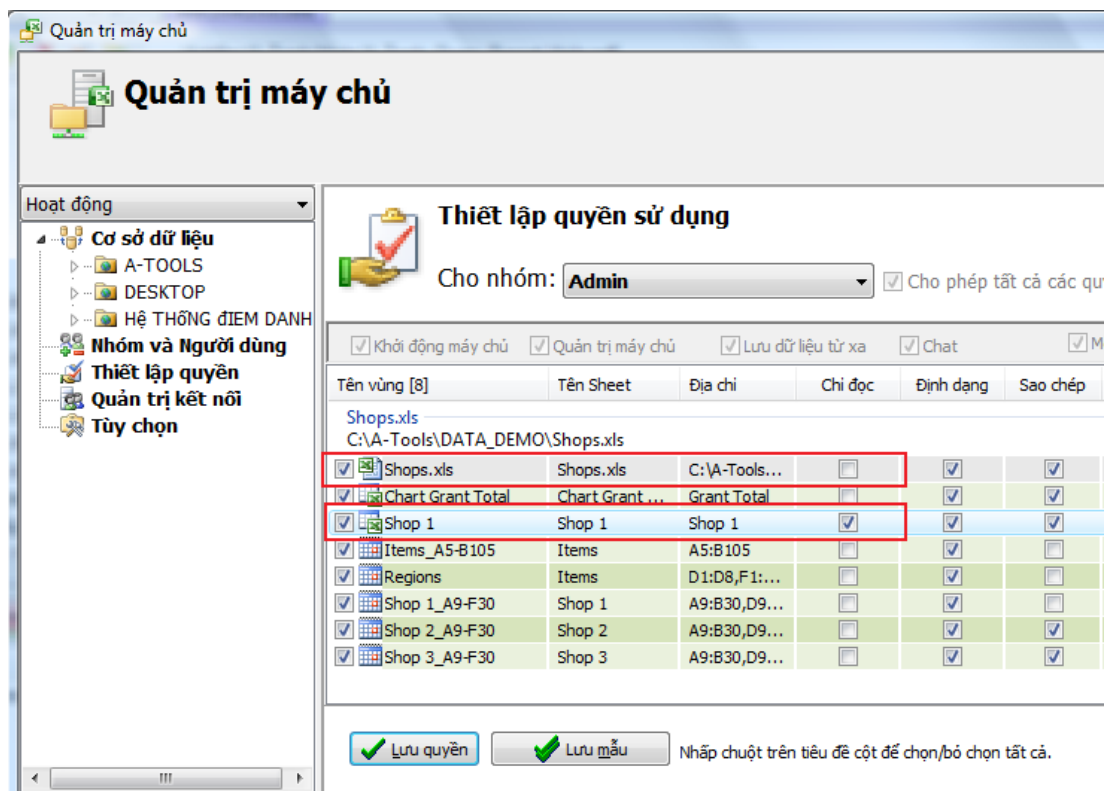 Quản trị máy chủ
Quản trị máy chủ
Hoạt động
Cơ sở dữ liệu
A-TOOLS
DESKTOP
Hệ THốNG đIEM DANH
Nhóm và Người dùng
Thiết lập quyền
Quản trị kết nối
Tùy chọn
Thiết lập quyền sử dụng
Cho nhóm: Admin Cho phép tất cả các qu
Khởi động máy chủ Quản trị máy chủ Lưu dữ liệu từ xa Chat M
Tên vùng [8] Tên Sheet Địa chỉ Chỉ đọc Định dạng Sao chép
Shops.xls
C:\A-Tools\DATA_DEMO\Shops.xls
Shops.xls Shops.xls C:\A-Tools...
Chart Grant Total Chart Grant ... Grant Total
Shop 1 Shop 1 Shop 1
Items_A5-B105 Items A5:B105
Regions Items D1:D8,F1:...
Shop 1_A9-F30 Shop 1 A9:B30,D9...
Shop 2_A9-F30 Shop 2 A9:B30,D9...
Shop 3_A9-F30 Shop 3 A9:B30,D9...
Lưu quyền Lưu mẫu Nhấp chuột trên tiêu đề cột để chọn/bỏ chọn tất cả.